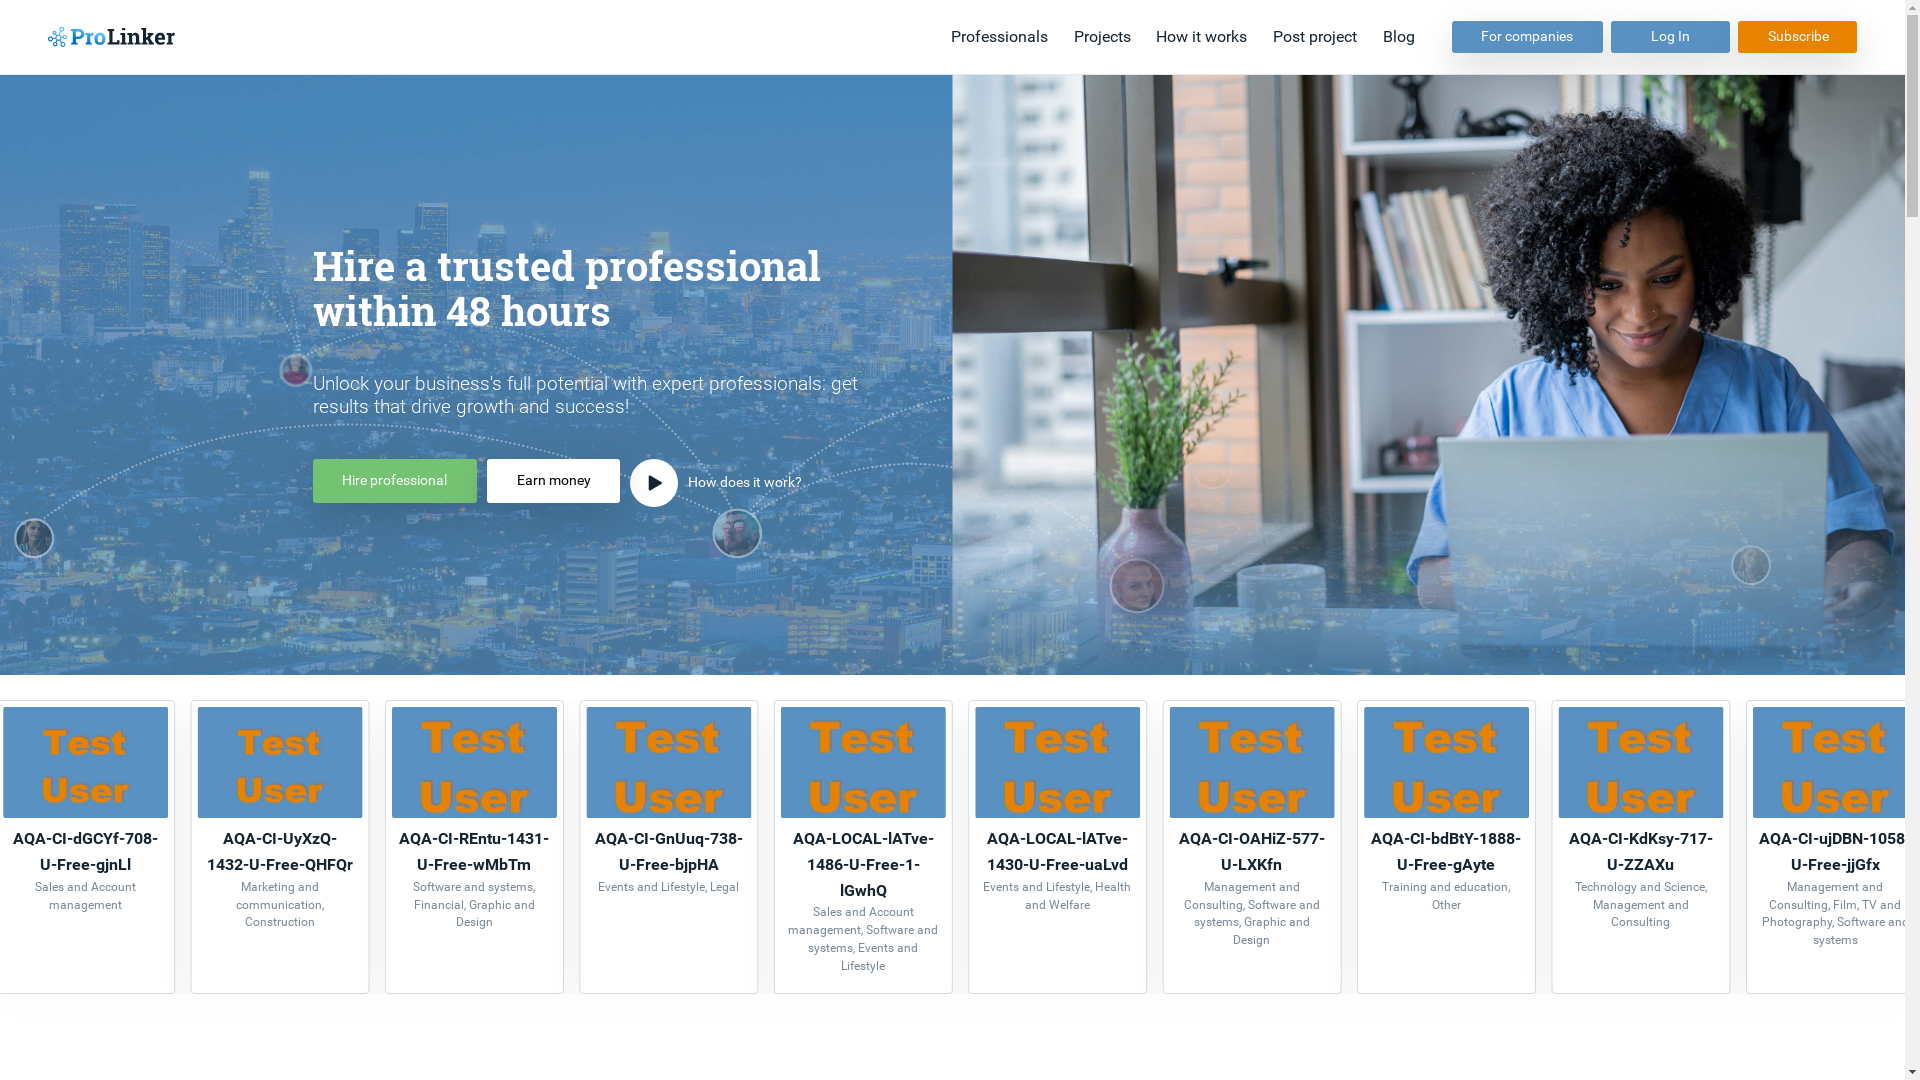 ProLinker
Professionals
Projects
How it works
Post project
Blog
For companies
Log In
Subscribe
Hire a trusted professional
within 48 hours
Unlock your business's full potential with expert professionals: get
results that drive growth and success!
Hire professional
Earn money
How does it work?
Test
User
AQA-CI-dGCYf-708-
U-Free-gjnLl
Sales and Account
management
Test
User
AQA-CI-UyXzQ-
1432-U-Free-QHFQr
Marketing and
communication,
Construction
Test
User
AQA-CI-REntu-1431-
U-Free-wMbTm
Software and systems,
Financial, Graphic and
Design
Test
User
AQA-CI-GnUuq-738-
U-Free-bjpHA
Events and Lifestyle, Legal
Test
User
AQA-LOCAL-lATve-
1486-U-Free-1-
lGwhQ
Sales and Account
management, Software and
systems, Events and
Lifestyle
Test
User
AQA-LOCAL-lATve-
1430-U-Free-uaLvd
Events and Lifestyle, Health
and Welfare
Test
User
AQA-CI-OAHiZ-577-
U-LXKfn
Management and
Consulting, Software and
systems, Graphic and
Design
Test
User
AQA-CI-bdBtY-1888-
U-Free-gAyte
Training and education,
Other
Test
User
AQA-CI-KdKsy-717-
U-ZZAXu
Technology and Science,
Management and
Consulting
Test
User
AQA-CI-ujDBN-1058
U-Free-jjGfx
Management and
Consulting, Film, TV and
Photography, Software and
systems